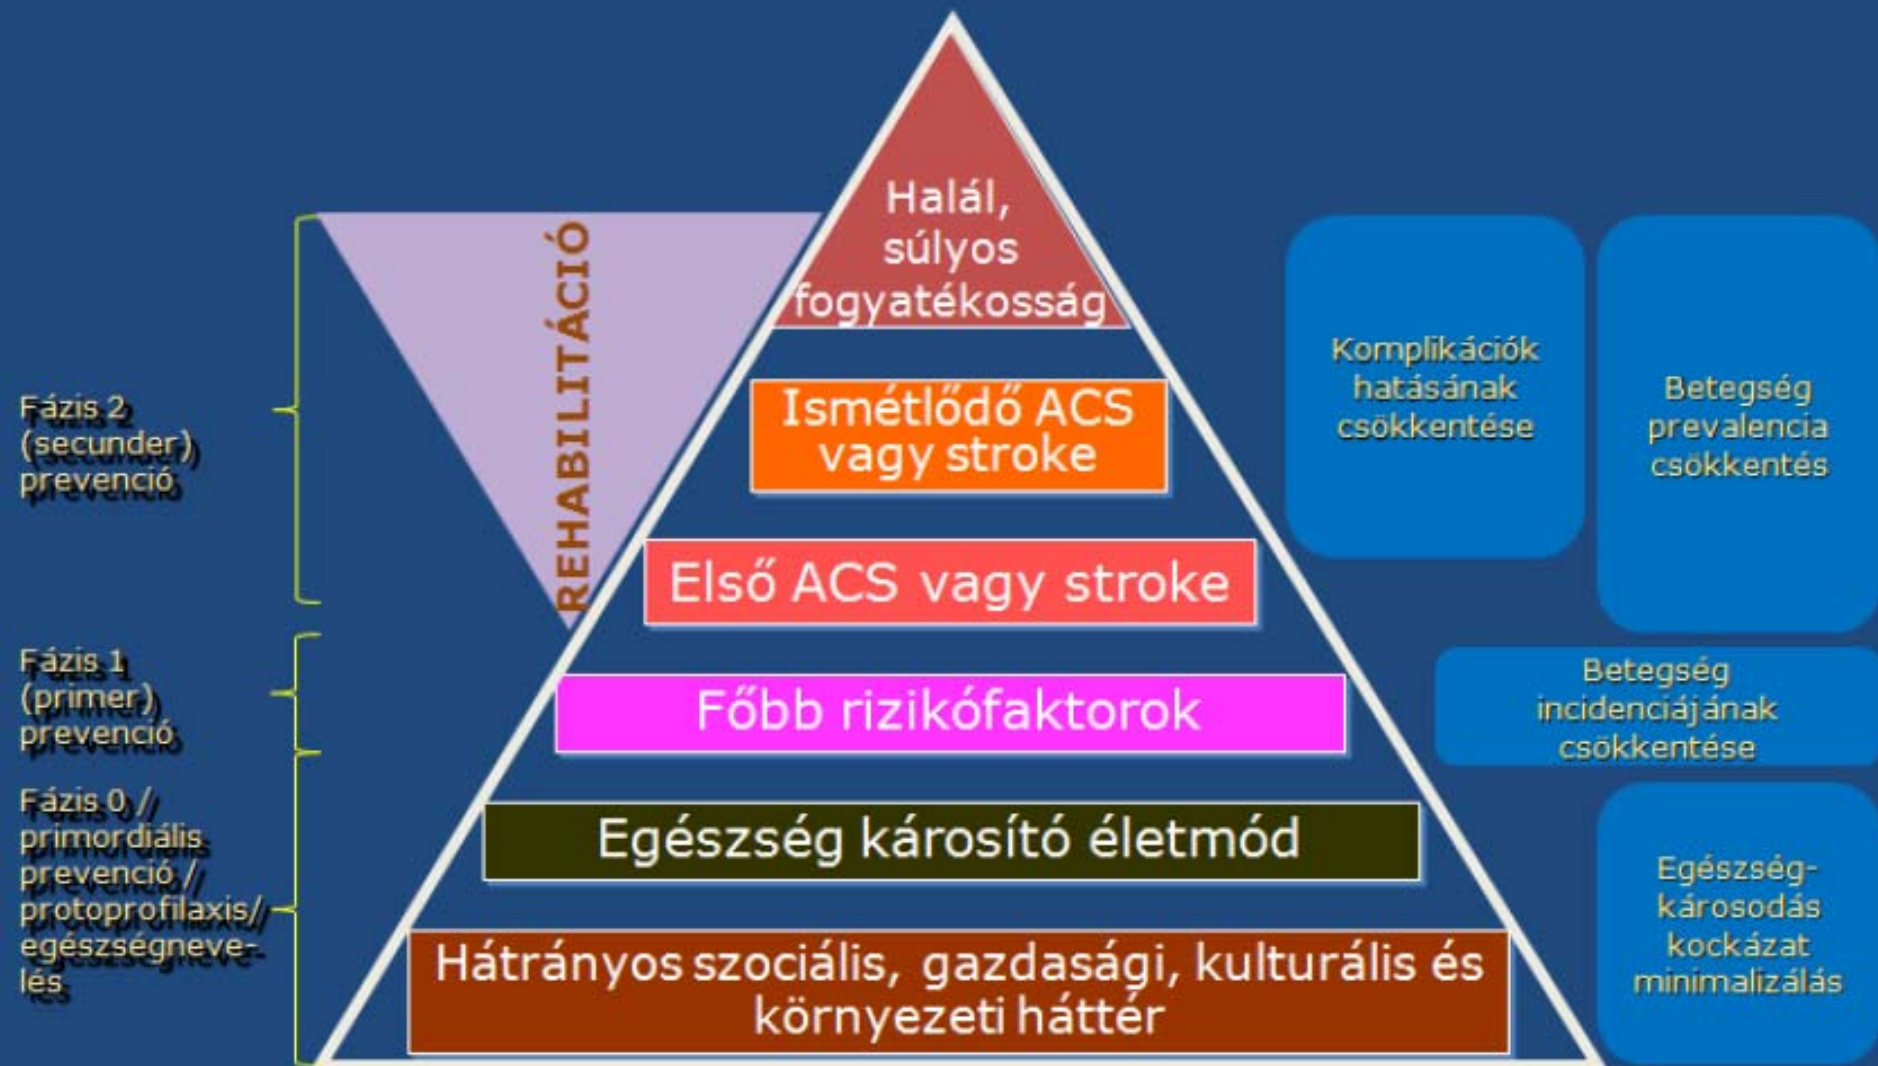 Halál,
súlyos
fogyatékosság
REHABILITÁCIÓ
Ismétlődő ACS
vagy stroke
Első ACS vagy stroke
Főbb rizikófaktorok
Egészség károsító életmód
Hátrányos szociális, gazdasági, kulturális és
környezeti háttér
Fázis 2
(secunder)
prevenció
Fázis 1
(primer)
prevenció
Fázis 0 /
primordiális
prevenció /
protoprofilaxis/
egészségneve-
lés
Komplikációk
hatásának
csökkentése
Betegség
prevalencia
csökkentés
Betegség
incidenciájának
csökkentése
Egészség-
károsodás
kockázat
minimalizálás